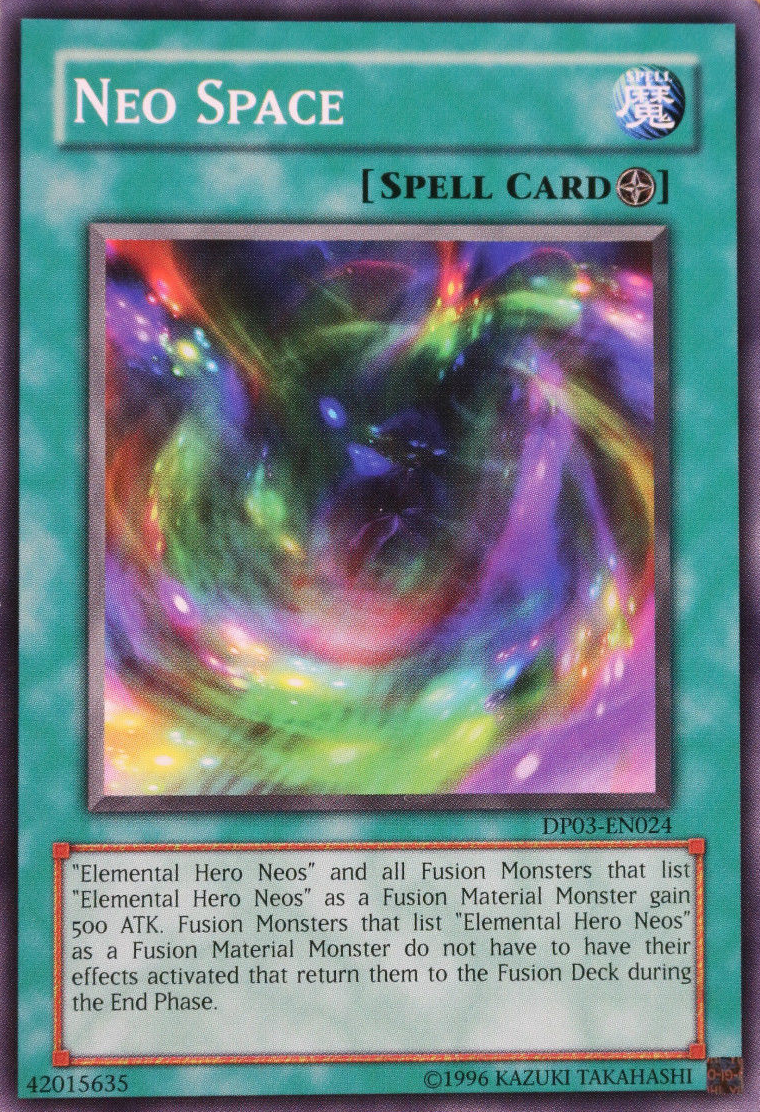 Neo Space
SPELL
魔
[SPELL CARD]
DP03-EN024
"Elemental Hero Neos" and all Fusion Monsters that list
"Elemental Hero Neos" as a Fusion Material Monster gain
500 ATK. Fusion Monsters that list "Elemental Hero Neos"
as a Fusion Material Monster do not have to have their
effects activated that return them to the Fusion Deck during
the End Phase.
42015635
©1996 KAZUKI TAKAHASHI